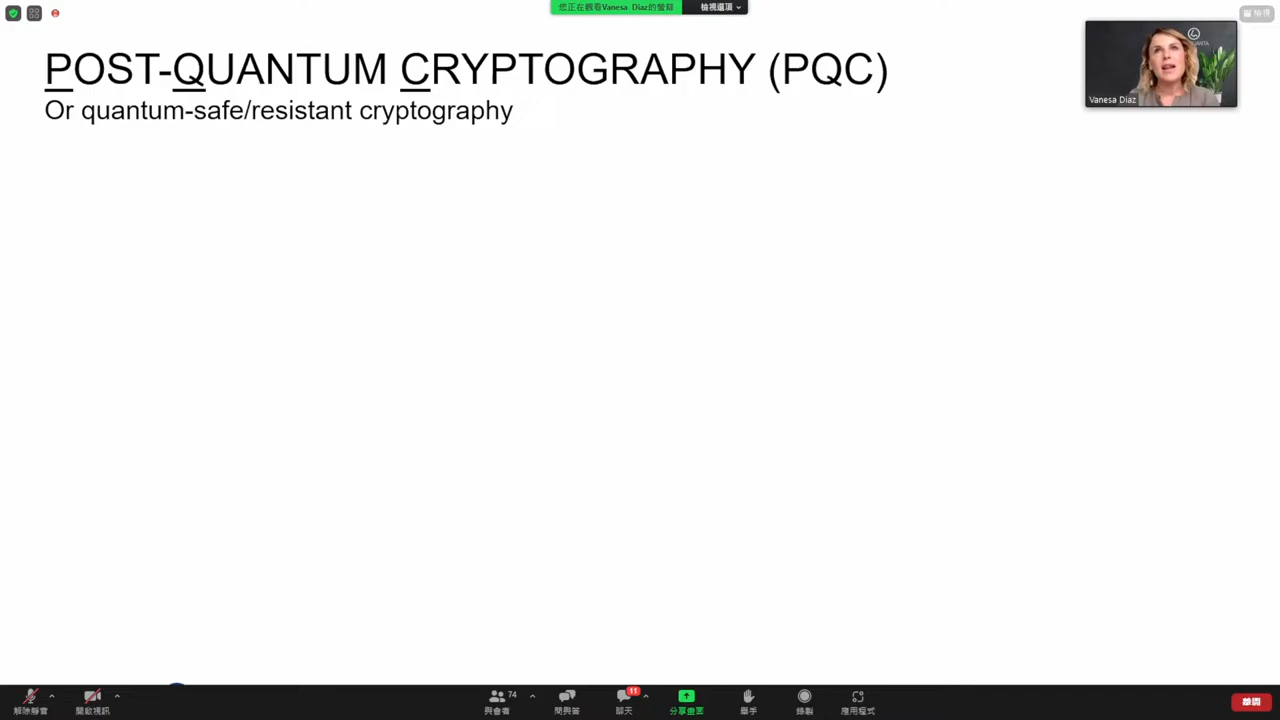 您正在觀看Vanesa Diaz的螢幕 檢視選項
檢視
POST-QUANTUM CRYPTOGRAPHY (PQC)
Or quantum-safe/resistant cryptography
Vanesa Diaz
解除靜音 開啟視訊 74 與會者 問與答 11 聊天 分享畫面 舉手 錄製 應用程式 離開